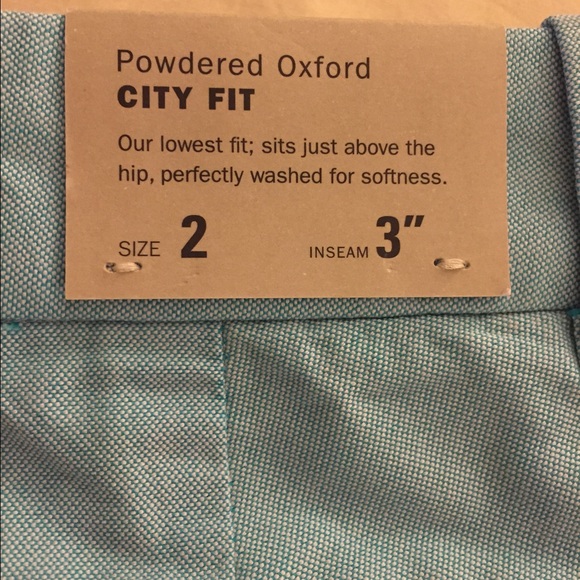 Powdered Oxford
CITY FIT
Our lowest fit; sits just above the
hip, perfectly washed for softness.
SIZE 2 INSEAM 3"